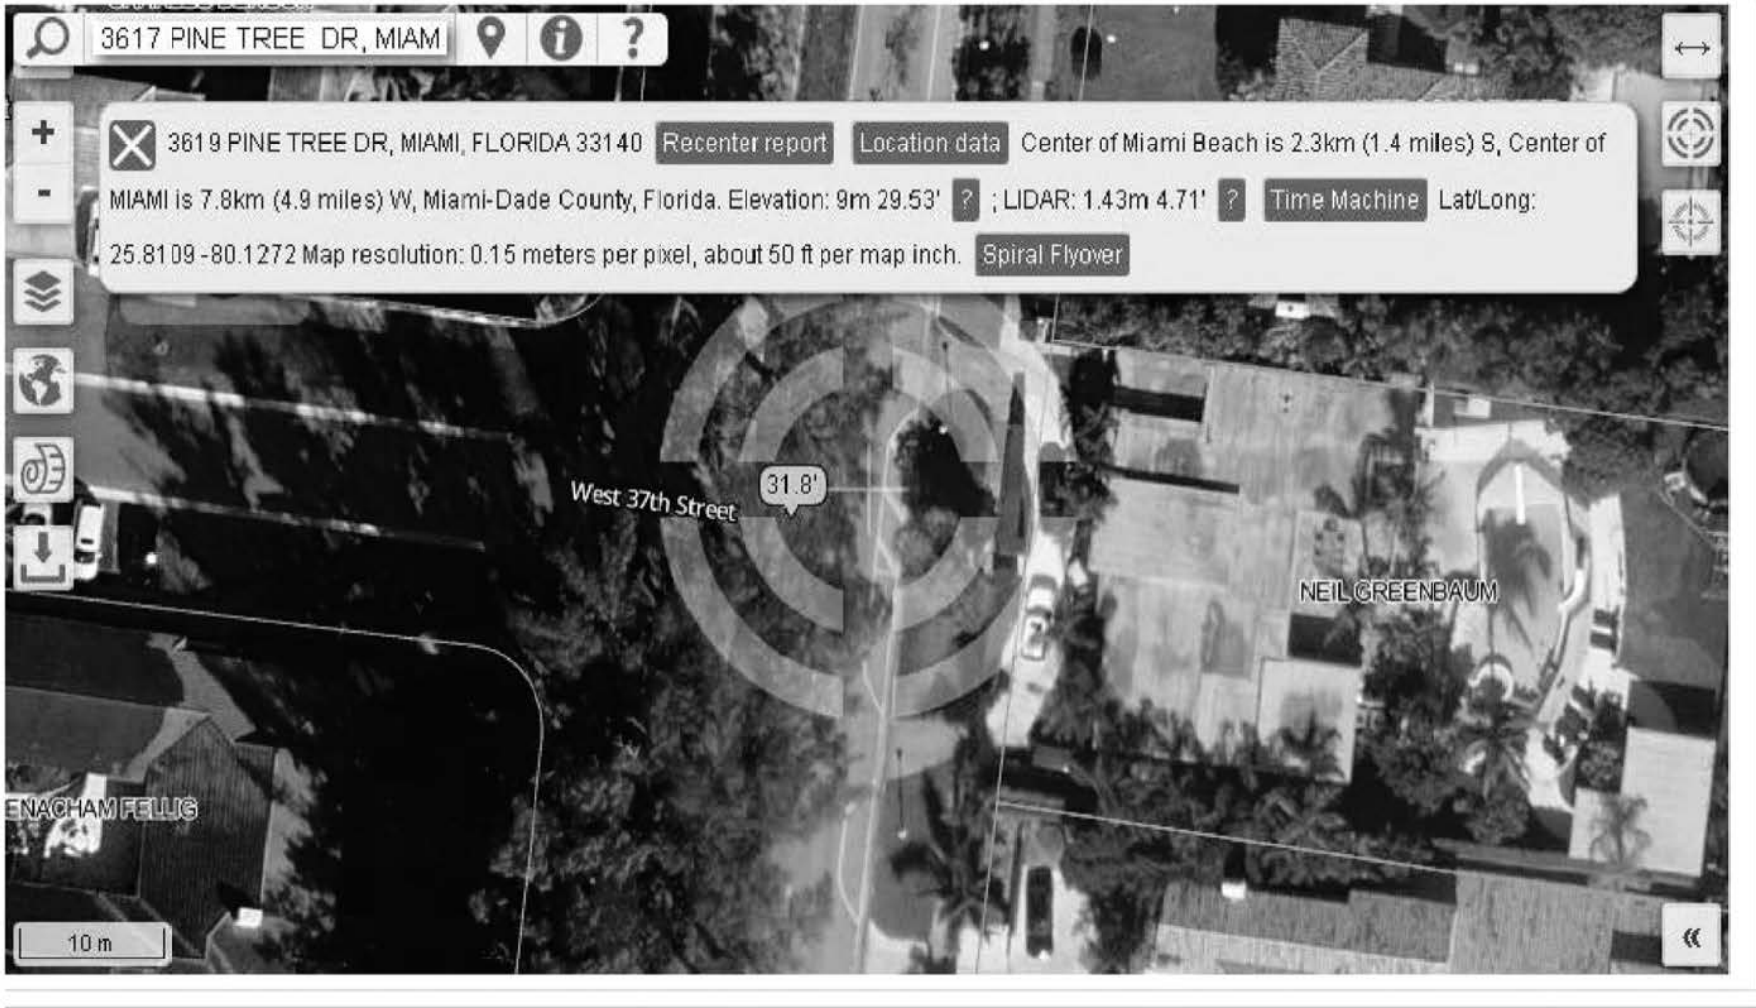 3617 PINE TREE DR, MIAM
i
?
+
-
3619 PINE TREE DR, MIAMI, FLORIDA 33140 Recenter report Location data Center of Miami Beach is 2.3km (1.4 miles) S, Center of
MIAMI is 7.8km (4.9 miles) W, Miami-Dade County, Florida. Elevation: 9m 29.53' ? ; LIDAR: 1.43m 4.71' ? Time Machine Lat/Long:
25.8109 -80.1272 Map resolution: 0.15 meters per pixel, about 50 ft per map inch. Spiral Flyover
31.8'
West 37th Street
NEIL GREENBAUM
ENACHAM FELLIG
10 m
«